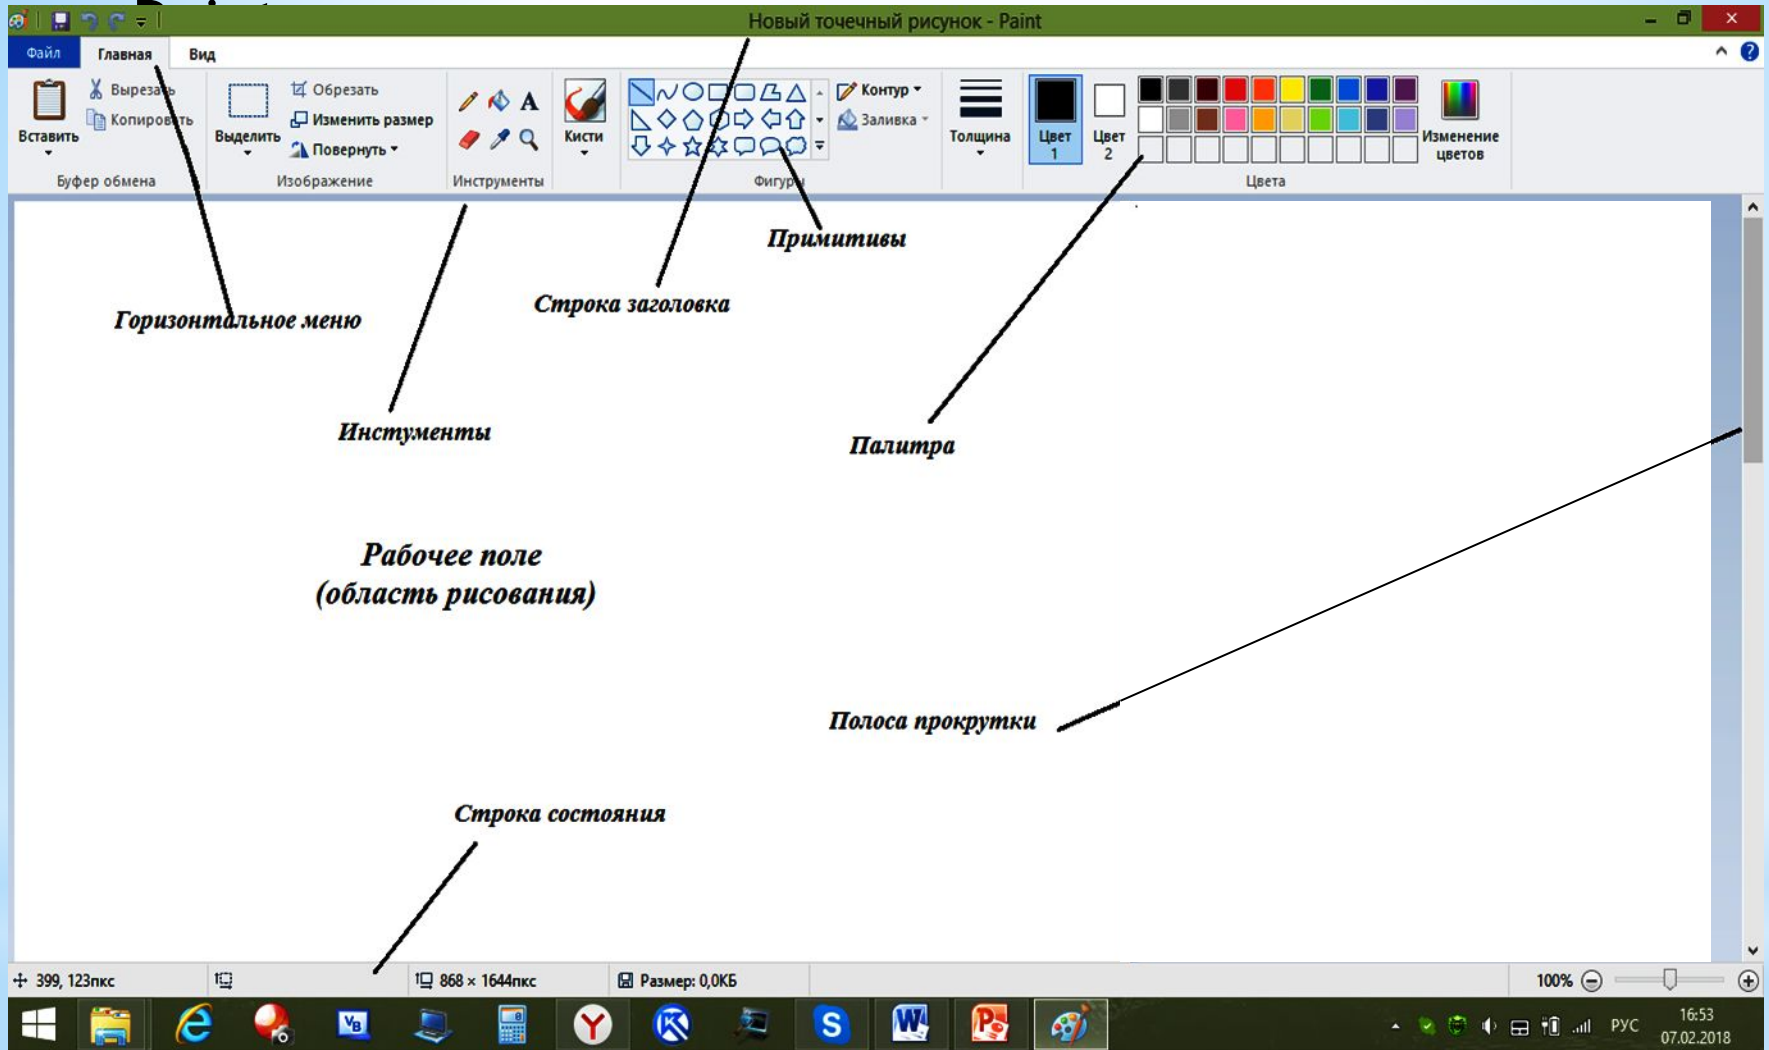 Новый точечный рисунок - Paint
Файл Главная Вид
Вставить
Вырезать
Копировать
Буфер обмена
Выделить
Обрезать
Изменить размер
Повернуть
Изображение
A
Инструменты
Кисти
Контур
Заливка
Фигуры
Толщина
Цвет 1
Цвет 2
Изменение
цветов
Цвета
Примитивы
Строка заголовка
Горизонтальное меню
Инстументы
Палитра
Рабочее поле
(область рисования)
Полоса прокрутки
Строка состояния
399, 123пкс
868 × 1644пкс
Размер: 0,0КБ
100%
РУС
16:53
07.02.2018